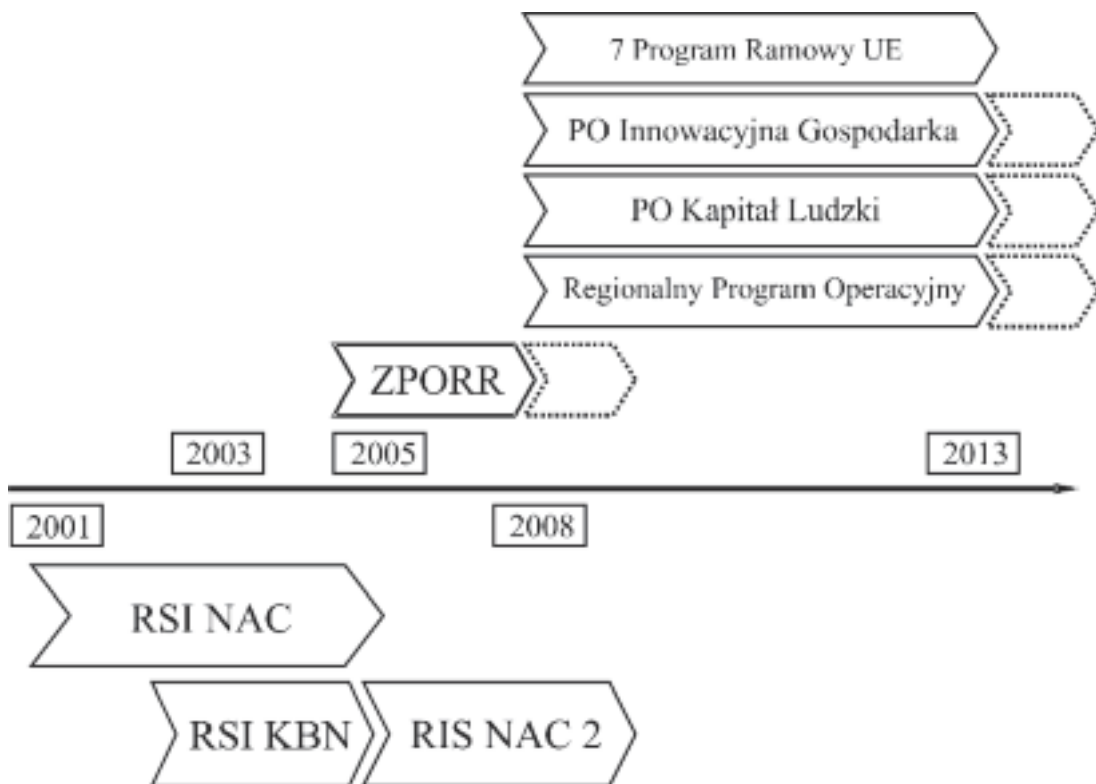 7 Program Ramowy UE
PO Innowacyjna Gospodarka
PO Kapitał Ludzki
Regionalny Program Operacyjny
ZPORR
2003
2005
2013
2001
2008
RSI NAC
RSI KBN
RIS NAC 2